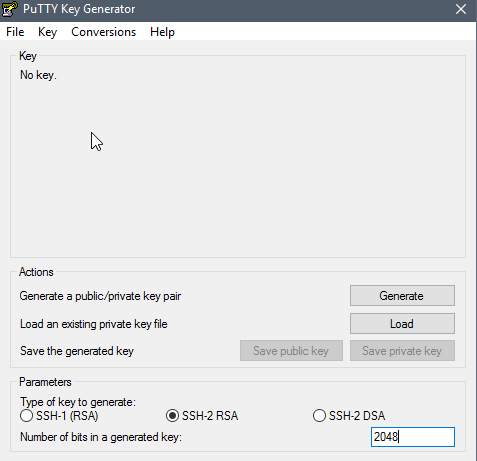 PuTTY Key Generator
File Key Conversions Help
Key
No key.
Actions
Generate a public/private key pair Generate
Load an existing private key file Load
Save the generated key Save public key Save private key
Parameters
Type of key to generate:
SSH-1 (RSA) SSH-2 RSA SSH-2 DSA
Number of bits in a generated key: 2048